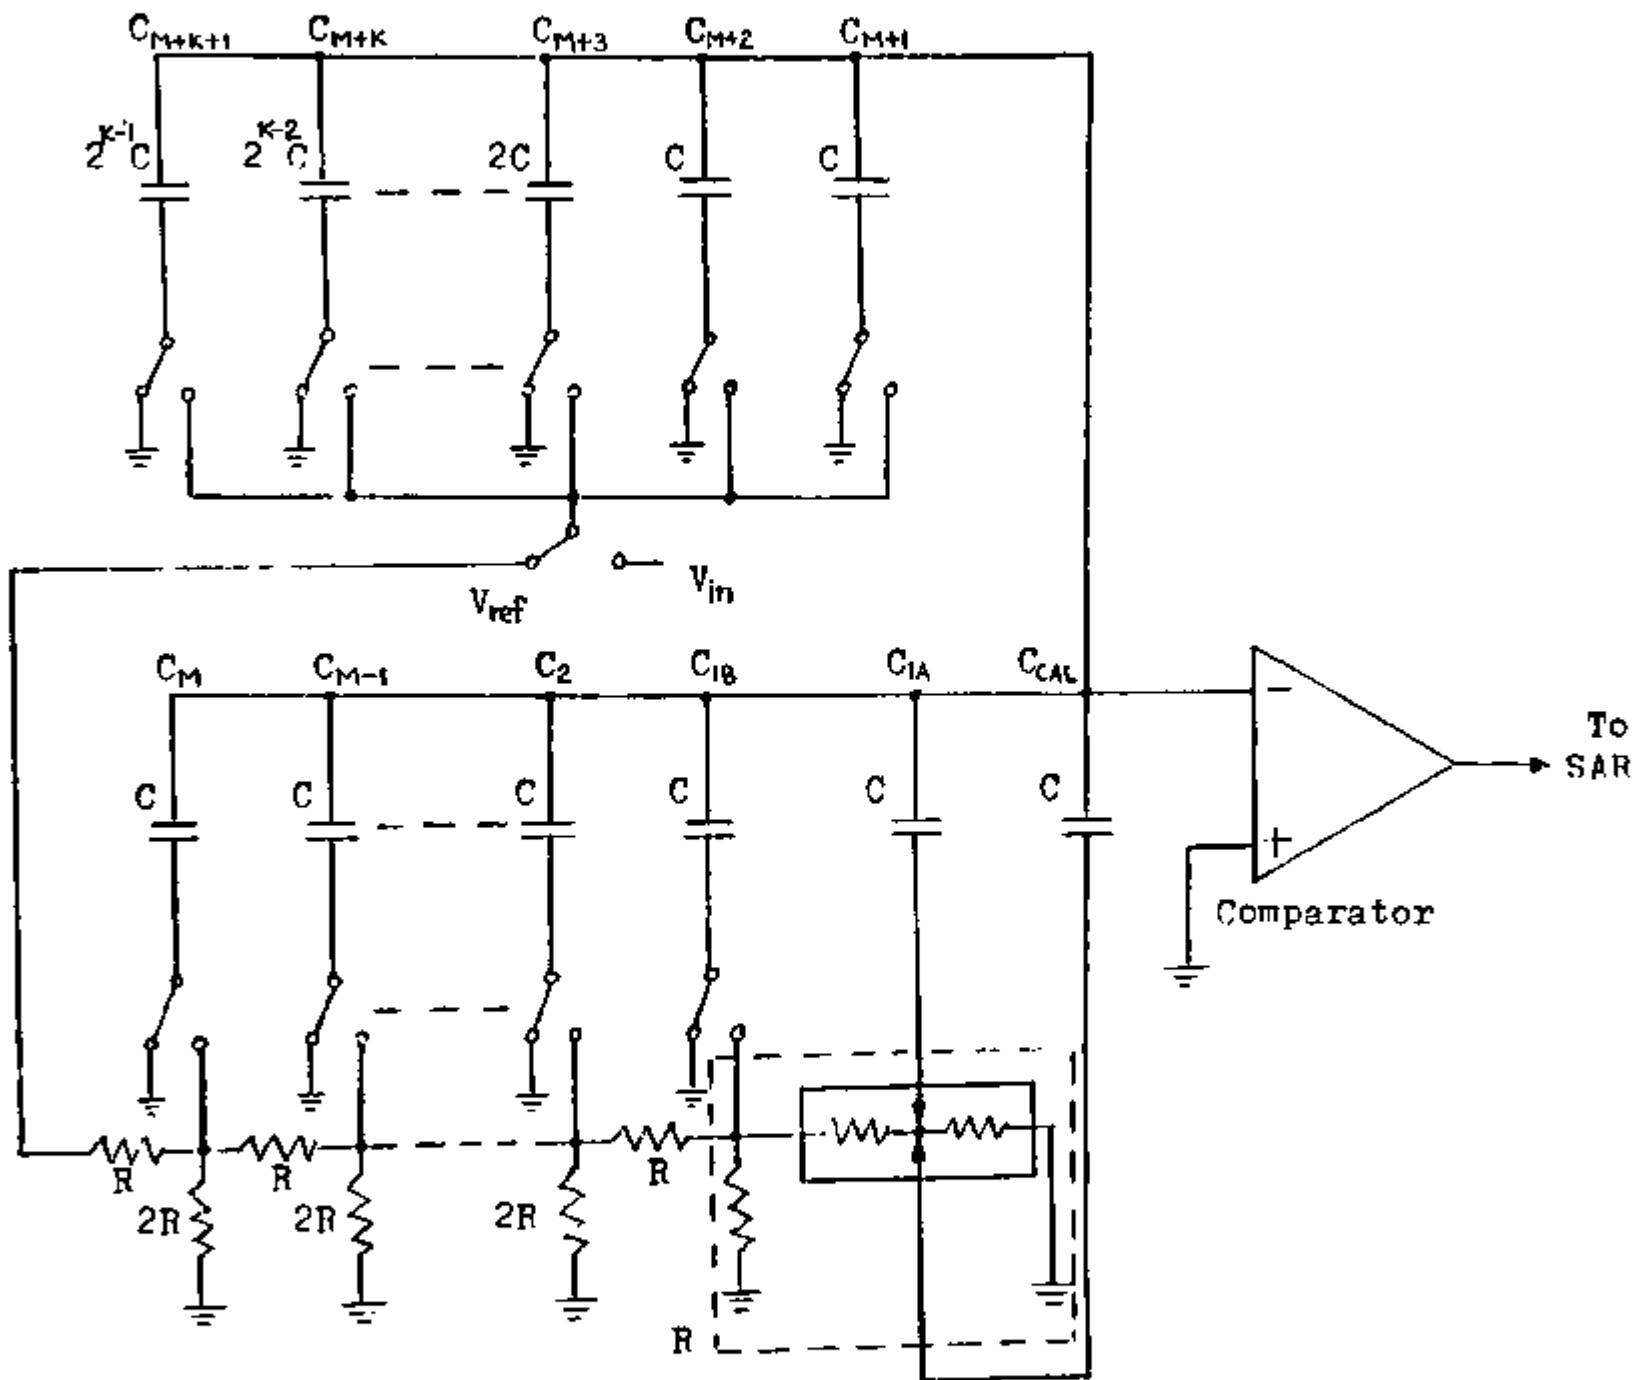 C_{M+K+1} C_{M+K} C_{M+3} C_{M+2} C_{M+1}
2^{K-1}C 2^{K-2}C 2C C C
V_{ref} V_{in}
C_M C_{M-1} C_2 C_{1B} C_{1A} C_{CAL}
C C C C C C
−
+
To
SAR
Comparator
R R R
2R 2R 2R
R